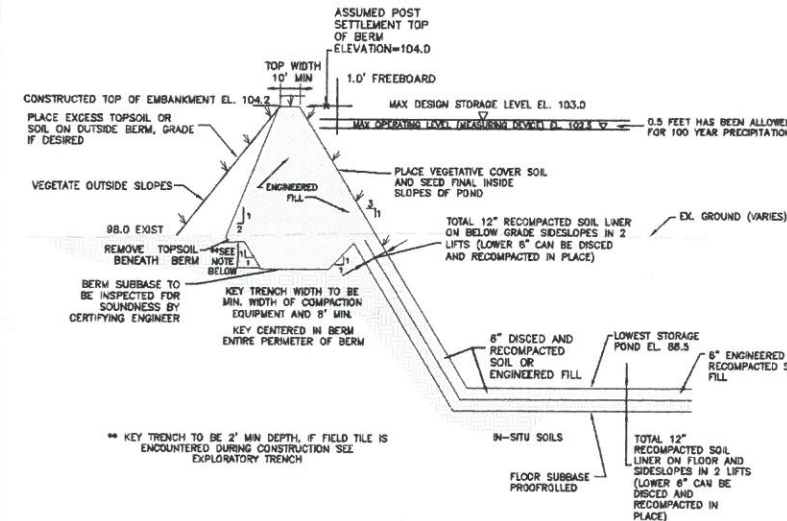 ASSUMED POST
SETTLEMENT TOP
OF BERM
ELEVATION=104.0
TOP WIDTH
10' MIN
1.0' FREEBOARD
CONSTRUCTED TOP OF EMBANKMENT EL. 104.2
MAX DESIGN STORAGE LEVEL EL. 103.0
PLACE EXCESS TOPSOIL OR
SOIL ON OUTSIDE BERM, GRADE
IF DESIRED
MAX OPERATING LEVEL (MEASURING DEVICE) EL. 102.5
0.5 FEET HAS BEEN ALLOWED
FOR 100 YEAR PRECIPITATION
VEGETATE OUTSIDE SLOPES
ENGINEERED
FILL
PLACE VEGETATIVE COVER SOIL
AND SEED FINAL INSIDE
SLOPES OF POND
3
1
1
2
98.0 EXIST
EX. GROUND (VARIES)
TOTAL 12" RECOMPACTED SOIL LINER
ON BELOW GRADE SIDESLOPES IN 2
LIFTS (LOWER 6" CAN BE DISCED
AND RECOMPACTED IN PLACE)
REMOVE TOPSOIL
BENEATH BERM
**SEE
NOTE
BELOW
1
1
1
1
BERM SUBBASE TO
BE INSPECTED FOR
SOUNDNESS BY
CERTIFYING ENGINEER
KEY TRENCH WIDTH TO BE
MIN. WIDTH OF COMPACTION
EQUIPMENT AND 8' MIN.
KEY CENTERED IN BERM
ENTIRE PERIMETER OF BERM
6" DISCED AND
RECOMPACTED
SOIL OR
ENGINEERED FILL
LOWEST STORAGE
POND EL. 88.5
6" ENGINEERED
RECOMPACTED S
FILL
** KEY TRENCH TO BE 2' MIN DEPTH, IF FIELD TILE IS
ENCOUNTERED DURING CONSTRUCTION SEE
EXPLORATORY TRENCH
IN-SITU SOILS
FLOOR SUBBASE
PROOFROLLED
TOTAL 12"
RECOMPACTED SOIL
LINER ON FLOOR AND
SIDESLOPES IN 2 LIFTS
(LOWER 6" CAN BE
DISCED AND
RECOMPACTED IN
PLACE)